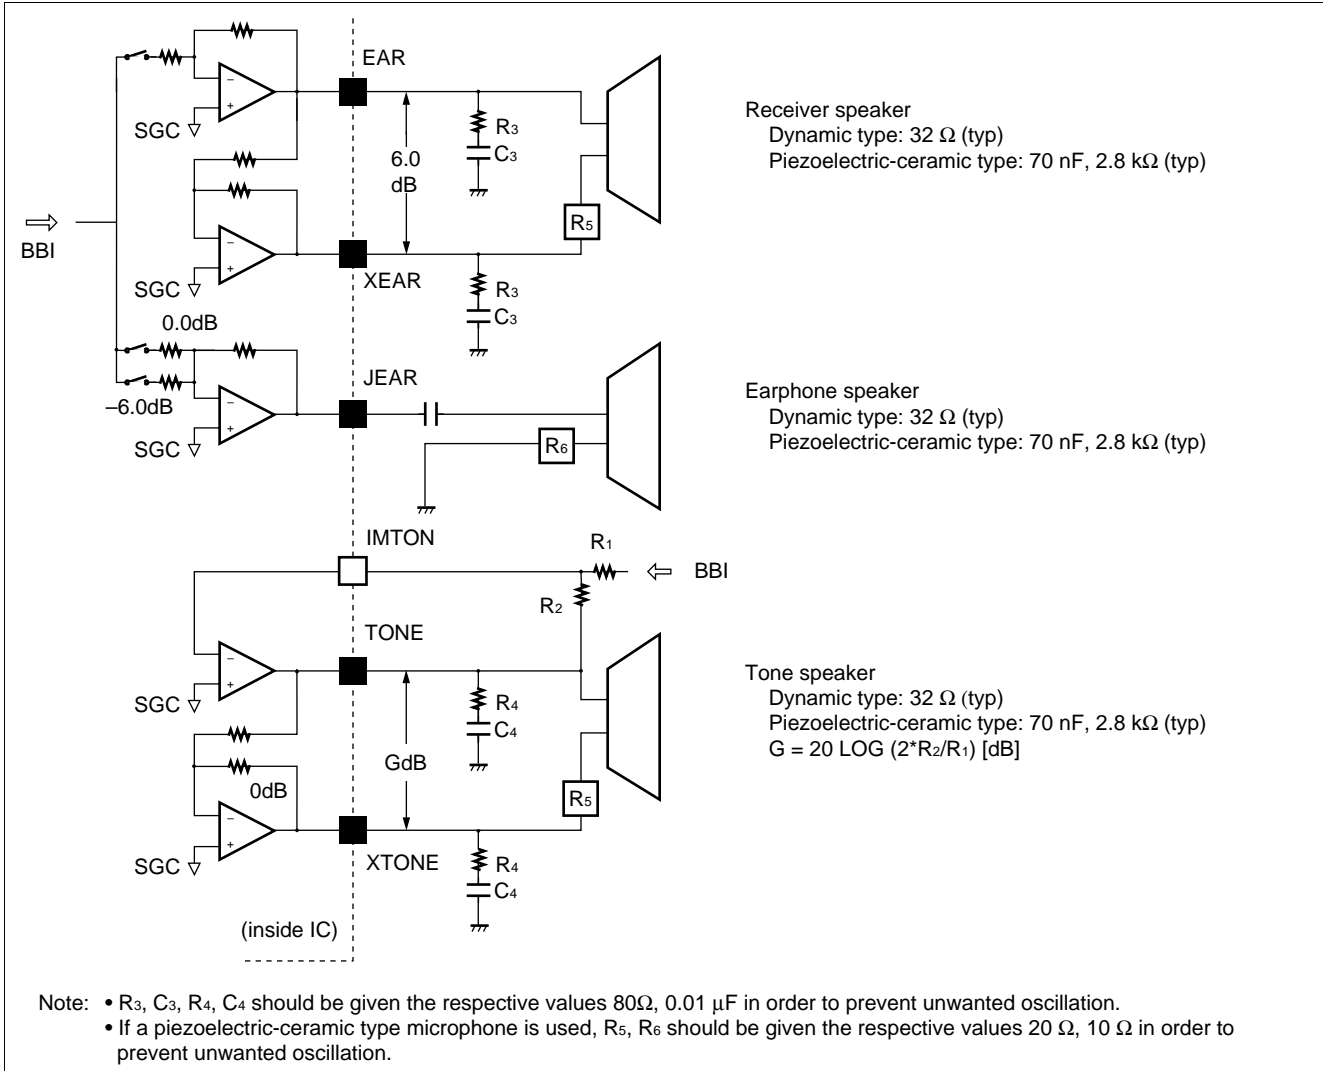 EAR
Receiver speaker
Dynamic type: 32 Ω (typ)
Piezoelectric-ceramic type: 70 nF, 2.8 kΩ (typ)
−
+
SGC
R3
C3
6.0
dB
R5
BBI
−
+
SGC
XEAR
R3
C3
0.0dB
JEAR
Earphone speaker
Dynamic type: 32 Ω (typ)
Piezoelectric-ceramic type: 70 nF, 2.8 kΩ (typ)
−6.0dB
−
+
SGC
R6
IMTON
R1
BBI
R2
TONE
−
+
SGC
Tone speaker
Dynamic type: 32 Ω (typ)
Piezoelectric-ceramic type: 70 nF, 2.8 kΩ (typ)
G = 20 LOG (2*R2/R1) [dB]
R4
C4
GdB
0dB
R5
−
+
SGC
XTONE
R4
C4
(inside IC)
Note: • R3, C3, R4, C4 should be given the respective values 80Ω, 0.01 µF in order to prevent unwanted oscillation.
• If a piezoelectric-ceramic type microphone is used, R5, R6 should be given the respective values 20 Ω, 10 Ω in order to
prevent unwanted oscillation.